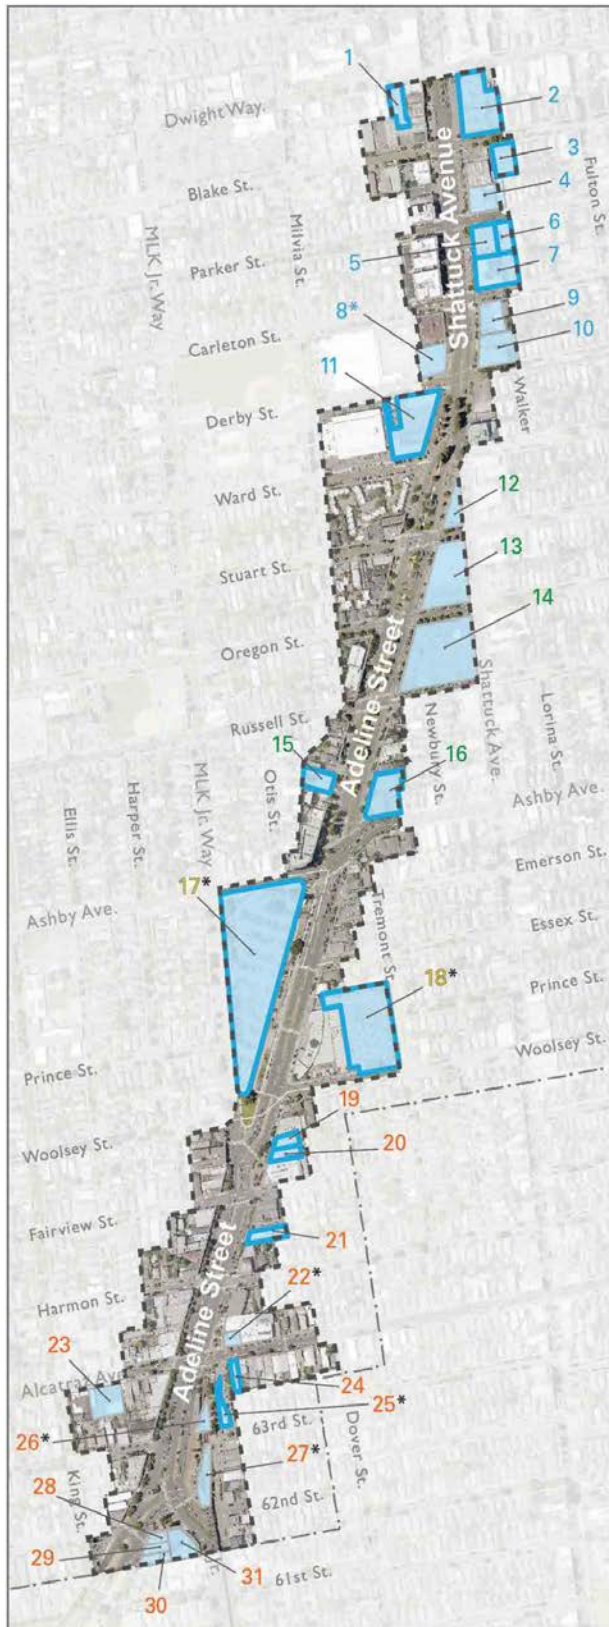 1
2
Dwight Way.
3
Blake St.
4
Fulton St.
MLK Jr. Way
Milvia St.
Shattuck Avenue
5
6
7
Parker St.
8*
9
10
Carleton St.
11
Walker
Derby St.
12
Ward St.
13
Stuart St.
14
Oregon St.
Adeline Street
Shattuck Ave.
Newbury St.
Lorina St.
Russell St.
15
16
Otis St.
MLK Jr. Way
Harper St.
Ellis St.
Ashby Ave.
Emerson St.
17*
Ashby Ave.
Tremont St.
Essex St.
18*
Prince St.
Woolsey St.
Prince St.
19
Woolsey St.
20
Fairview St.
21
Adeline Street
22*
Harmon St.
23
Alcatraz Ave.
24
25*
26*
63rd St.
Dover St.
27*
King St.
28
62nd St.
29
31
61st St.
30